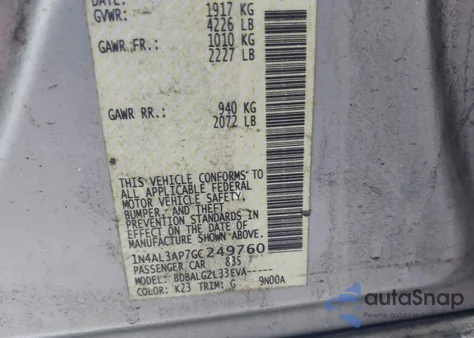 DATE:
GVWR: 1917 KG
4226 LB
GAWR FR.: 1010 KG
2227 LB
GAWR RR.: 940 KG
2072 LB
THIS VEHICLE CONFORMS TO
ALL APPLICABLE FEDERAL
MOTOR VEHICLE SAFETY,
BUMPER, AND THEFT
PREVENTION STANDARDS IN
EFFECT ON THE DATE OF
MANUFACTURE SHOWN ABOVE.
1N4AL3AP7GC249760
PASSENGER CAR 835
MODEL: BDBALGZL33EVA-----
COLOR: K23 TRIM: G 9N00A
autoSnap